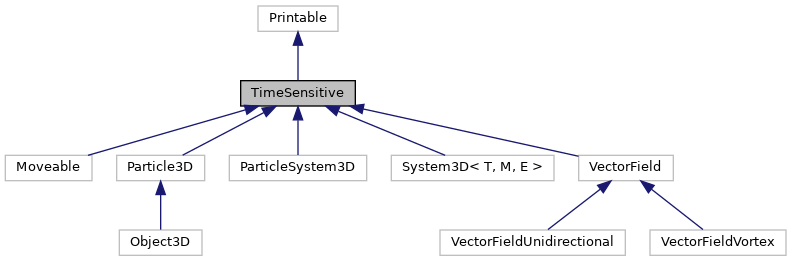 Printable
TimeSensitive
Moveable
Particle3D
ParticleSystem3D
System3D< T, M, E >
VectorField
Object3D
VectorFieldUnidirectional
VectorFieldVortex